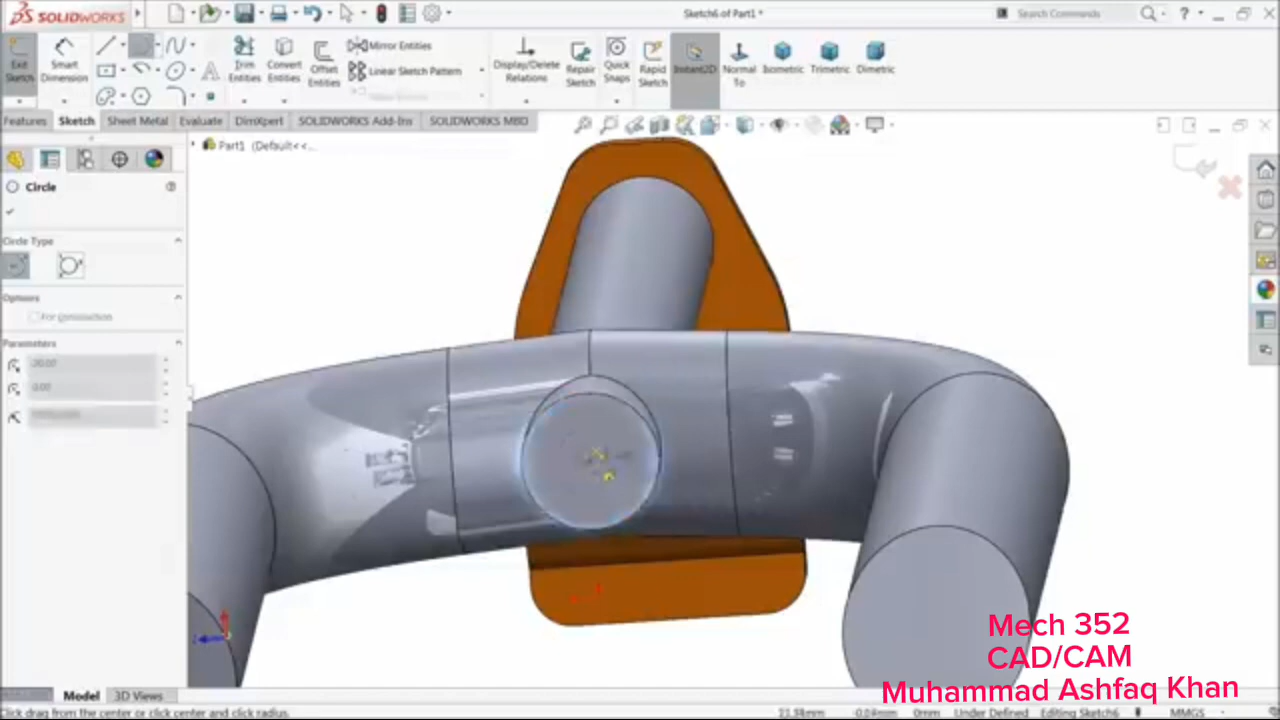 SOLIDWORKS
Sketch6 of Part1 *
Search Commands
Exit Sketch
Smart Dimension
Trim Entities
Convert Entities
Offset Entities
Mirror Entities
Linear Sketch Pattern
Display/Delete Relations
Repair Sketch
Quick Snaps
Rapid Sketch
Instant2D
Normal To
Isometric
Trimetric
Dimetric
Features
Sketch
Sheet Metal
Evaluate
DimXpert
SOLIDWORKS Add-Ins
SOLIDWORKS MBD
Part1 (Default<<...
Circle
Circle Type
Options
For construction
Parameters
Mech 352
CAD/CAM
Muhammad Ashfaq Khan
Model
3D Views
Click drag from the center or click center and click radius.
0mm
Under Defined
Editing Sketch6
MMGS